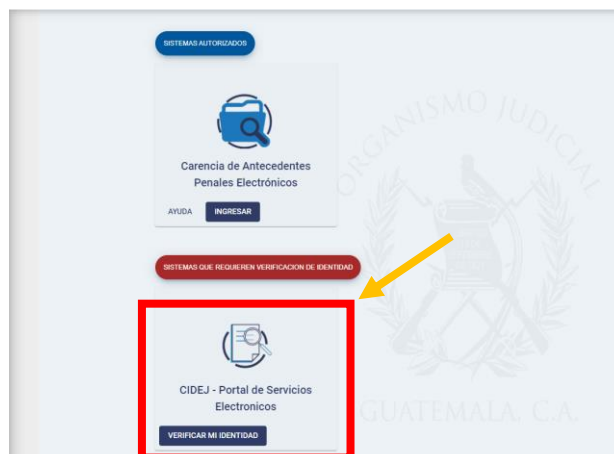 SISTEMAS AUTORIZADOS
Carencia de Antecedentes
Penales Electrónicos
AYUDA
INGRESAR
SISTEMAS QUE REQUIEREN VERIFICACION DE IDENTIDAD
CIDEJ - Portal de Servicios
Electronicos
VERIFICAR MI IDENTIDAD
ORGANISMO JUDICIAL
GUATEMALA, C.A.